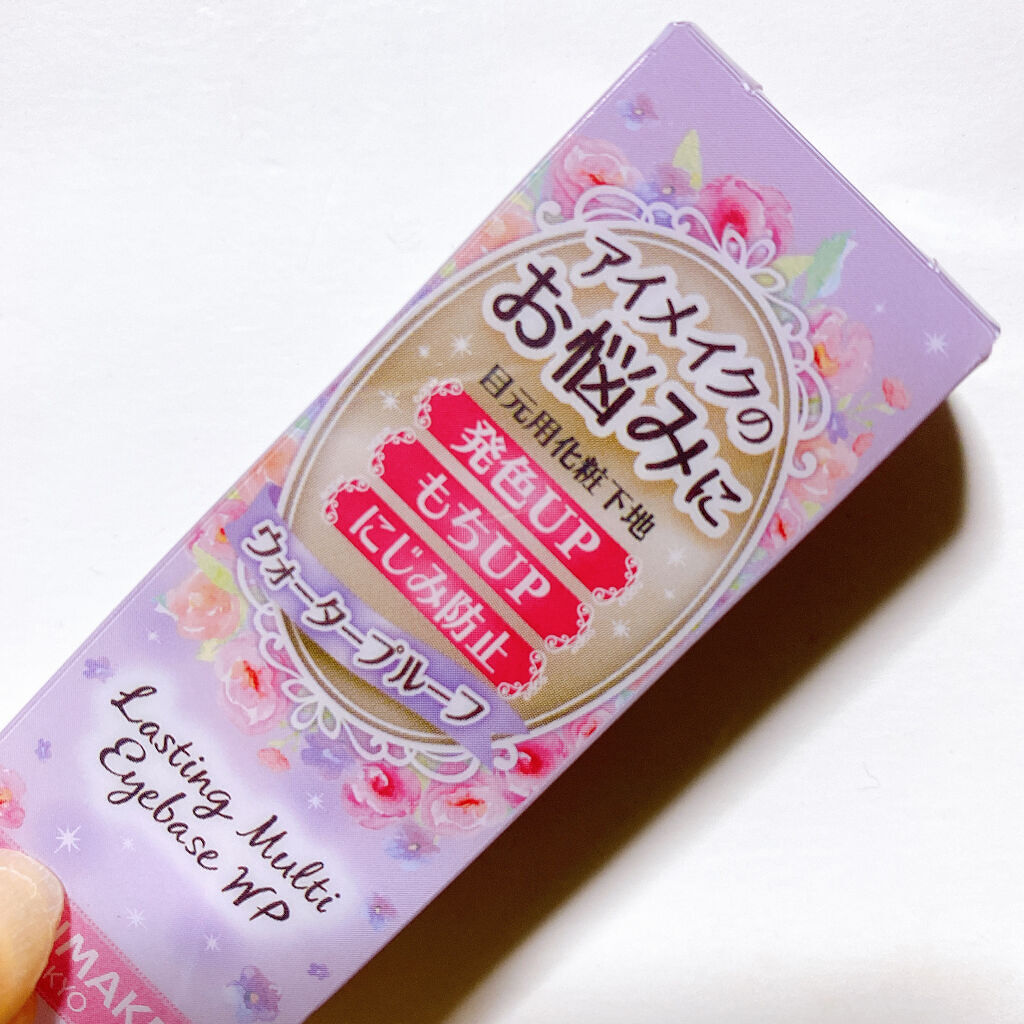 アイメイクの
お悩みに
目元用化粧下地
発色UP
もちUP
にじみ防止
ウォータープルーフ
Lasting Multi
Eyebase WP